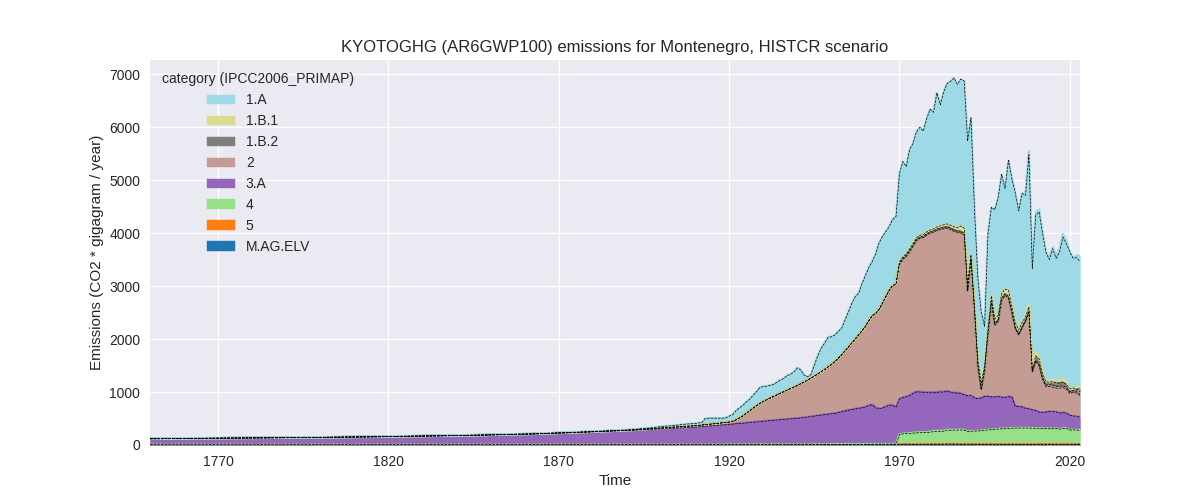 KYOTOGHG (AR6GWP100) emissions for Montenegro, HISTCR scenario
Emissions (CO2 * gigagram / year)
7000
6000
5000
4000
3000
2000
1000
0
category (IPCC2006_PRIMAP)
1.A
1.B.1
1.B.2
2
3.A
4
5
M.AG.ELV
1770
1820
1870
1920
1970
2020
Time